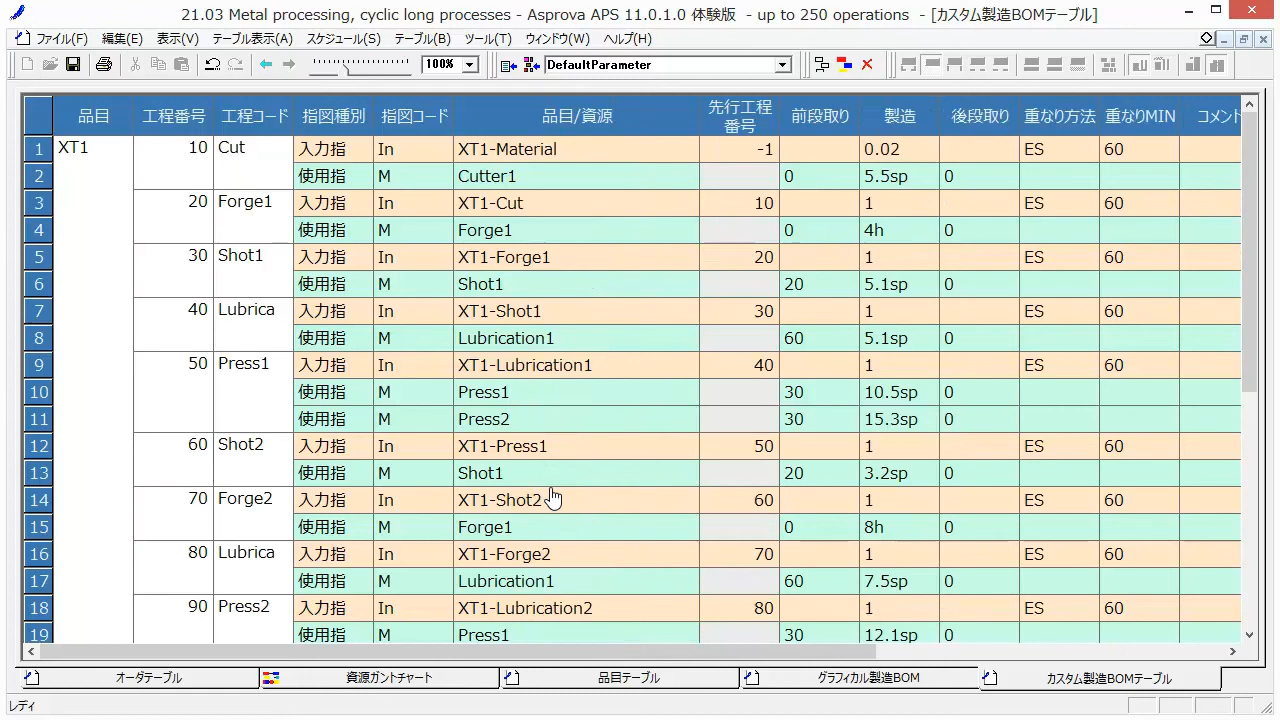 21.03 Metal processing, cyclic long processes - Asprova APS 11.0.1.0 体験版 - up to 250 operations - [カスタム製造BOMテーブル]
ファイル(F) 編集(E) 表示(V) テーブル表示(A) スケジュール(S) テーブル(B) ツール(T) ウィンドウ(W) ヘルプ(H)
100% DefaultParameter
品目 工程番号 工程コード 指図種別 指図コード 品目/資源 先行工程番号 前段取り 製造 後段取り 重なり方法 重なりMIN コメント
1 XT1 10 Cut 入力指 In XT1-Material -1 0.02 ES 60
2 使用指 M Cutter1 0 5.5sp 0
3 20 Forge1 入力指 In XT1-Cut 10 1 ES 60
4 使用指 M Forge1 0 4h 0
5 30 Shot1 入力指 In XT1-Forge1 20 1 ES 60
6 使用指 M Shot1 20 5.1sp 0
7 40 Lubrica 入力指 In XT1-Shot1 30 1 ES 60
8 使用指 M Lubrication1 60 5.1sp 0
9 50 Press1 入力指 In XT1-Lubrication1 40 1 ES 60
10 使用指 M Press1 30 10.5sp 0
11 使用指 M Press2 30 15.3sp 0
12 60 Shot2 入力指 In XT1-Press1 50 1 ES 60
13 使用指 M Shot1 20 3.2sp 0
14 70 Forge2 入力指 In XT1-Shot2 60 1 ES 60
15 使用指 M Forge1 0 8h 0
16 80 Lubrica 入力指 In XT1-Forge2 70 1 ES 60
17 使用指 M Lubrication1 60 7.5sp 0
18 90 Press2 入力指 In XT1-Lubrication2 80 1 ES 60
19 使用指 M Press1 30 12.1sp 0
オーダテーブル 資源ガントチャート 品目テーブル グラフィカル製造BOM カスタム製造BOMテーブル
レディ